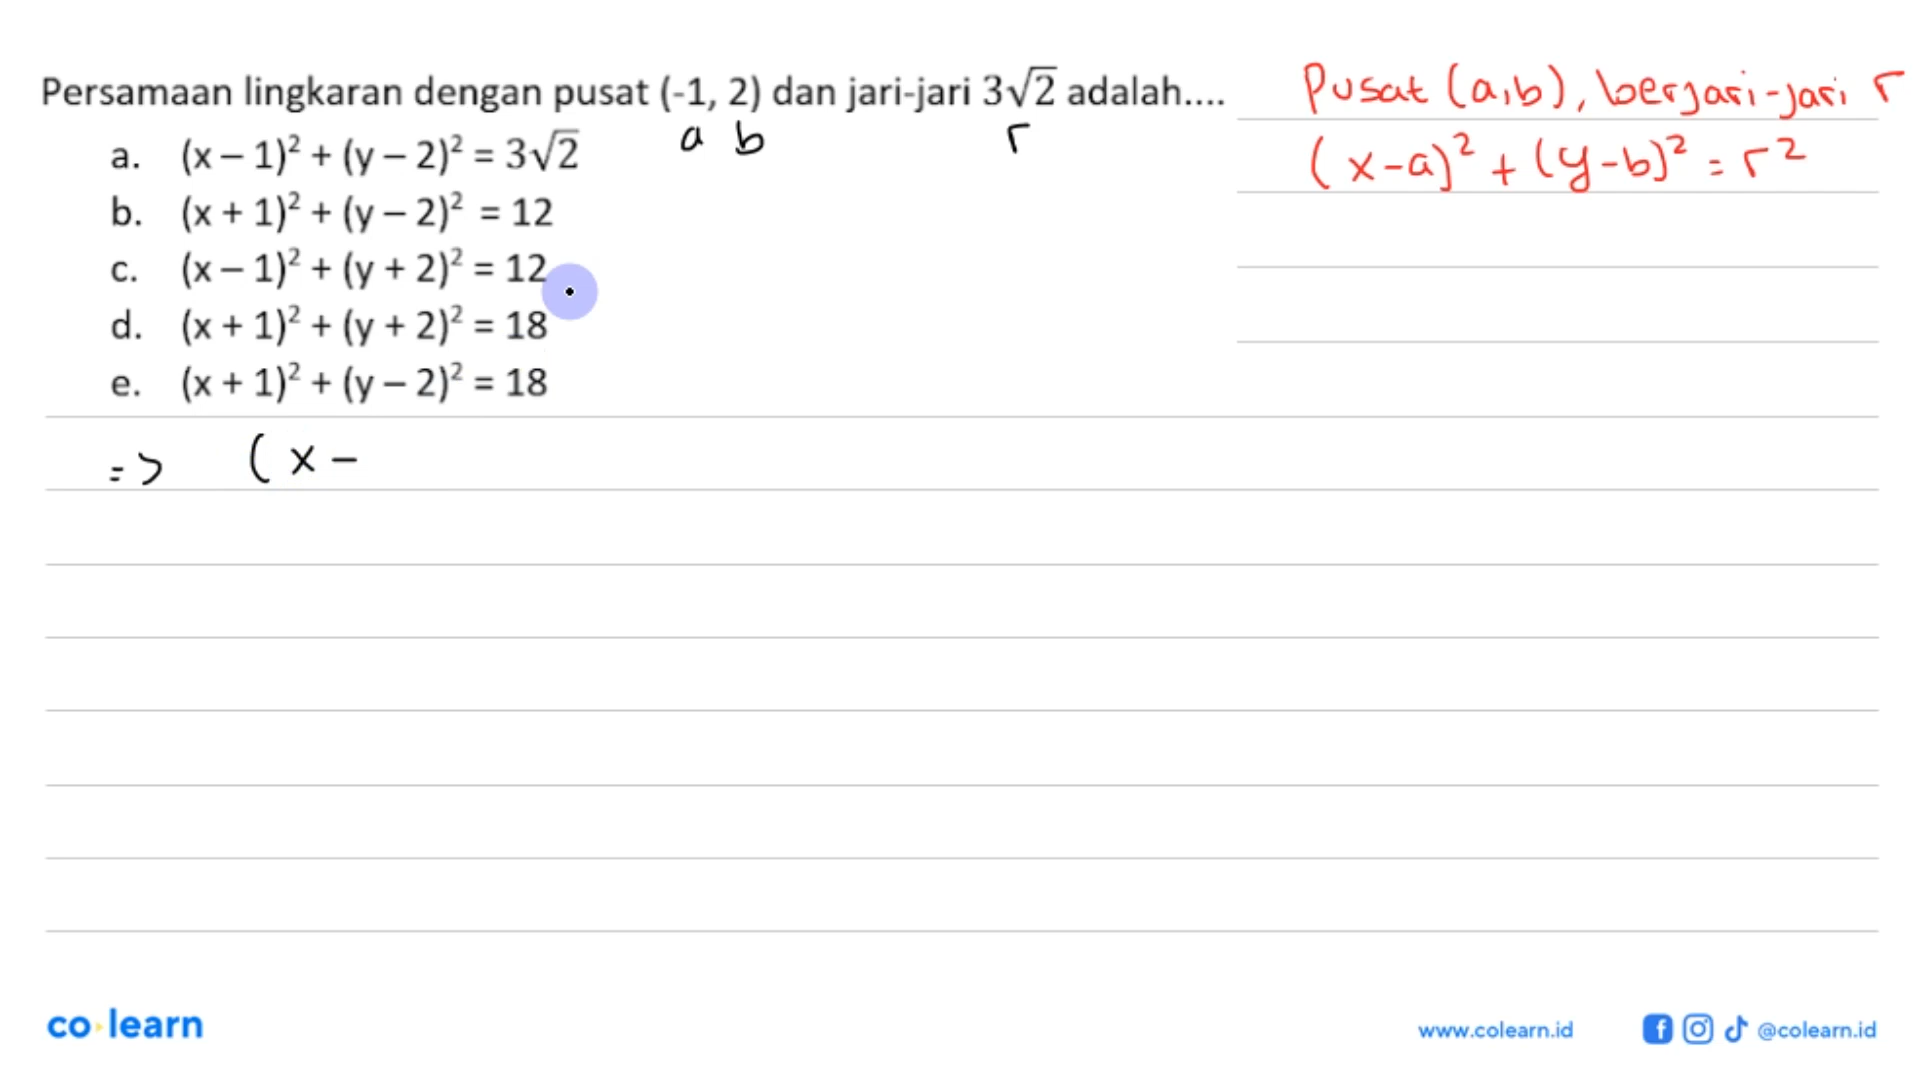 Persamaan lingkaran dengan pusat (-1, 2) dan jari-jari 3√2 adalah....
a b r
a. (x – 1)² + (y – 2)² = 3√2
b. (x + 1)² + (y – 2)² = 12
c. (x – 1)² + (y + 2)² = 12
d. (x + 1)² + (y + 2)² = 18
e. (x + 1)² + (y – 2)² = 18
Pusat (a,b), berjari-jari r
(x-a)² + (y-b)² = r²
=> (x -
co learn
www.colearn.id
@colearn.id